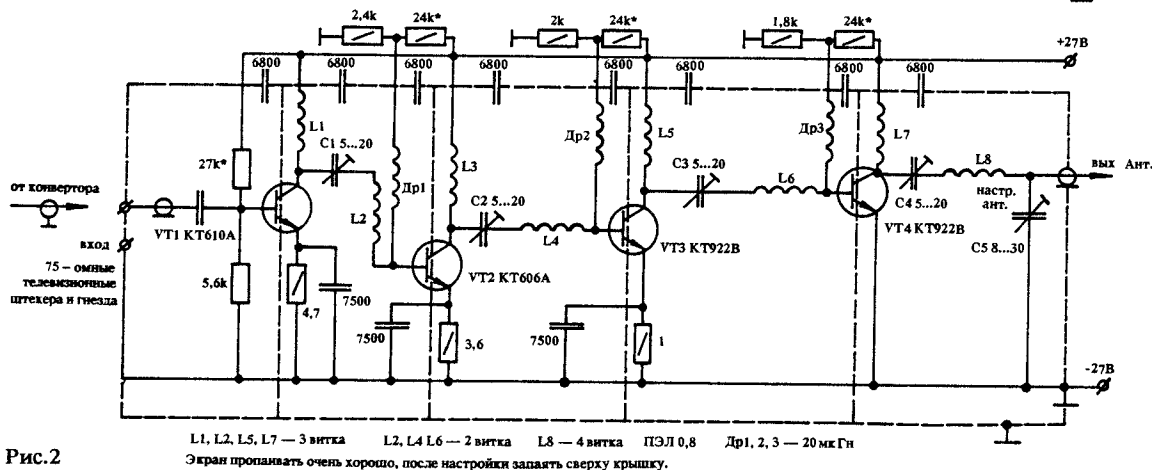 2,4k 24k* 2k 24k* 1,8k 24k*
+27В
6800 6800 6800 6800 6800 6800 6800 6800
L1 L3 Др2 L5 Др3 L7
C1 5...20 C3 5...20 L8
27k* Др1 вых Ант.
от конвертора L2 C2 5...20 L6 настр.
ант.
C4 5...20
VT1 КТ610А L4 VT3 КТ922В VT4 КТ922В
вход C5 8...30
75 – омные VT2 КТ606А
телевизионные
штекера и гнезда
5,6k
4,7 7500
7500 3,6 7500 1
-27В
L1, L2, L5, L7 — 3 витка L2, L4 L6 — 2 витка L8 — 4 витка ПЭЛ 0,8 Др1, 2, 3 — 20 мкГн
Рис.2 Экран пропаивать очень хорошо, после настройки запаять сверху крышку.